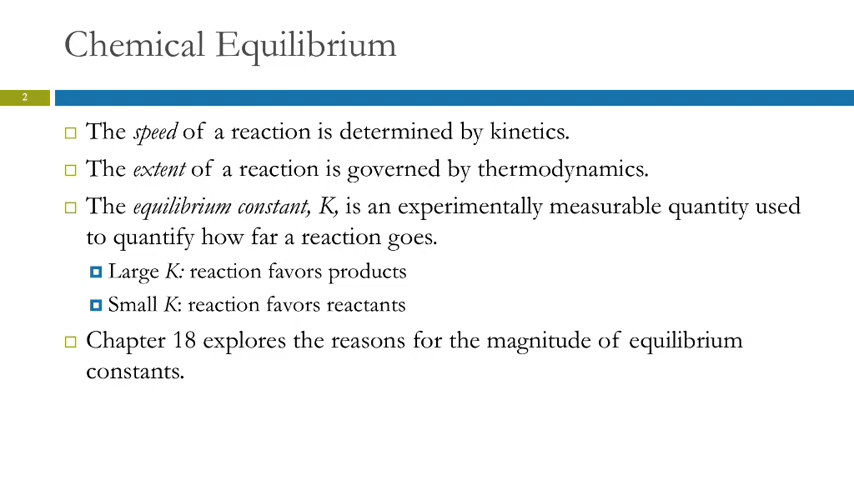 Chemical Equilibrium
2
The speed of a reaction is determined by kinetics.
The extent of a reaction is governed by thermodynamics.
The equilibrium constant, K, is an experimentally measurable quantity used
to quantify how far a reaction goes.
Large K: reaction favors products
Small K: reaction favors reactants
Chapter 18 explores the reasons for the magnitude of equilibrium
constants.